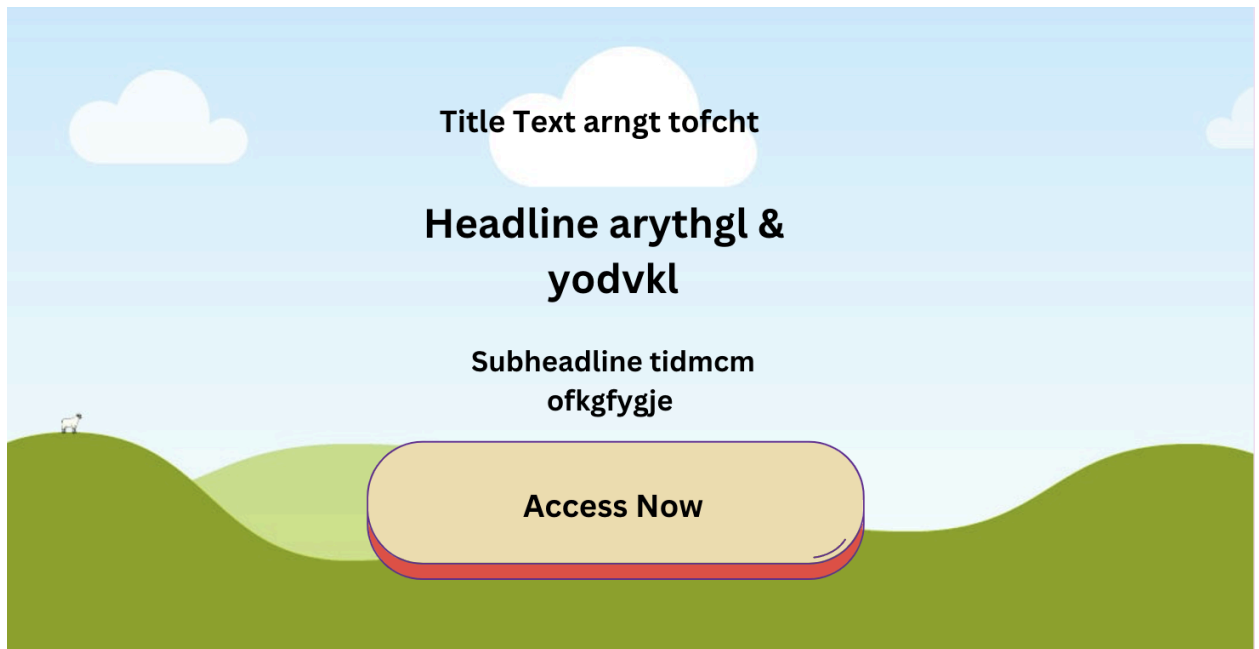 Title Text arngt tofcht
Headline arythgl &
yodvkl
Subheadline tidmcm
ofkgfygje
Access Now